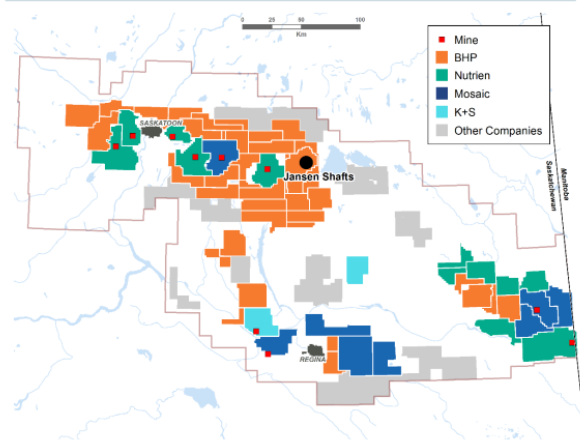 0 25 50 100
Km
Mine
BHP
Nutrien
Mosaic
K+S
Other Companies
SASKATOON
Jansen Shafts
Manitoba
Saskatchewan
REGINA